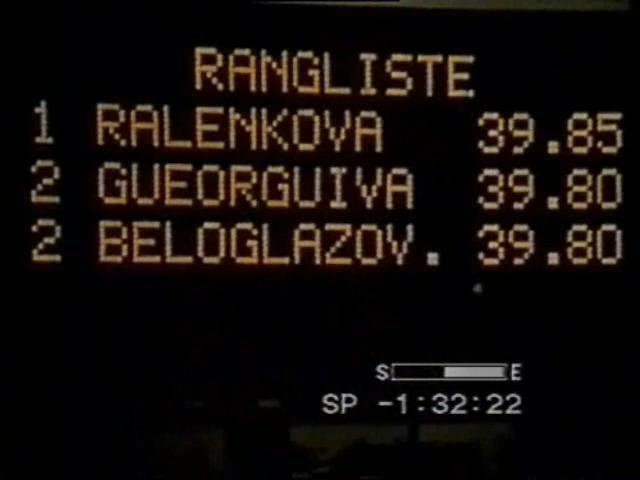 RANGLISTE
1 RALENKOVA 39.85
2 GUEORGUIVA 39.80
2 BELOGLAZOV. 39.80
S E
SP -1:32:22